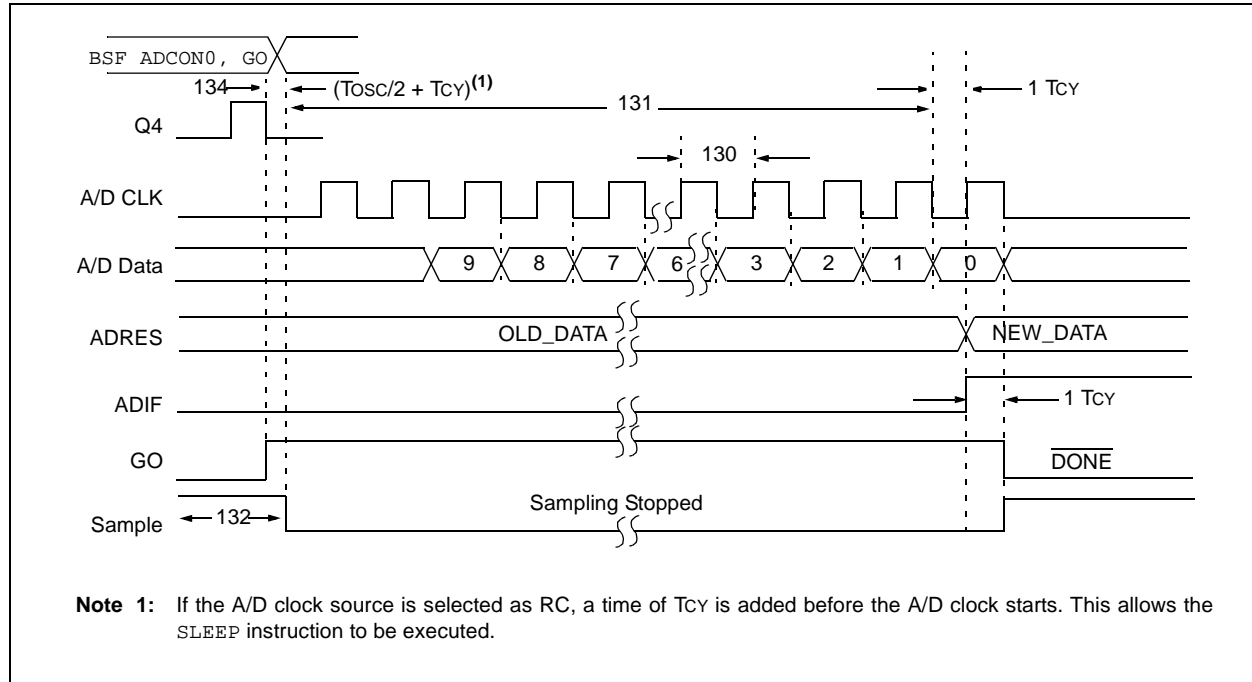 BSF ADCON0, GO
134 (TOSC/2 + TCY)(1) 1 TCY
131
Q4
130
A/D CLK
A/D Data 9 8 7 6 3 2 1 0
ADRES OLD_DATA NEW_DATA
ADIF 1 TCY
GO DONE
Sample 132 Sampling Stopped
Note 1: If the A/D clock source is selected as RC, a time of TCY is added before the A/D clock starts. This allows the
SLEEP instruction to be executed.